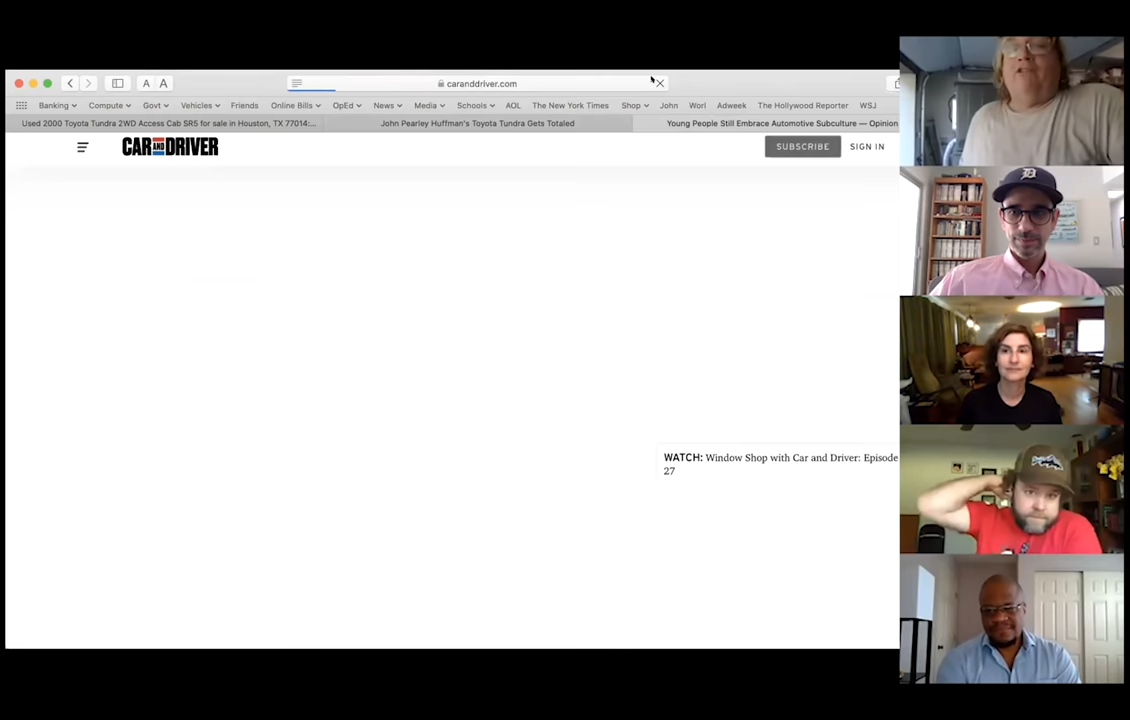 A A
caranddriver.com
Banking Compute Govt Vehicles Friends Online Bills OpEd News Media Schools AOL The New York Times Shop John Worl Adweek The Hollywood Reporter WSJ
Used 2000 Toyota Tundra 2WD Access Cab SR5 for sale in Houston, TX 77014:...
John Pearley Huffman's Toyota Tundra Gets Totaled
Young People Still Embrace Automotive Subculture — Opinion
CAR AND DRIVER
SUBSCRIBE
SIGN IN
WATCH: Window Shop with Car and Driver: Episode
27
D